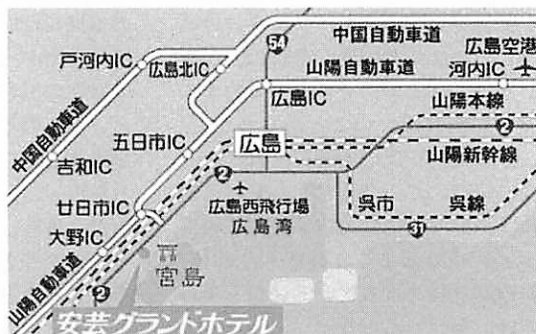 54
中国自動車道
広島空港
戸河内IC
広島北IC
山陽自動車道
河内IC
広島IC
山陽本線
中国自動車道
2
五日市IC
広島
山陽新幹線
吉和IC
2
廿日市IC
広島西飛行場
呉市
呉線
広島湾
31
大野IC
宮島
山陽自動車道
2
安芸グランドホテル